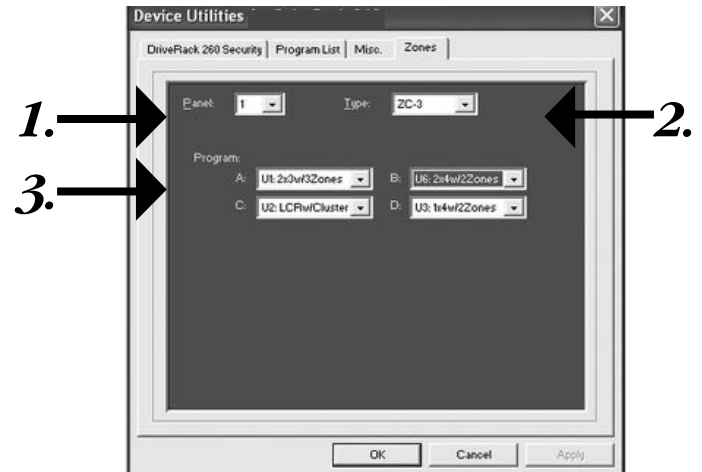 Device Utilities
DriveRack 260 Security Program List Misc. Zones
1. Panel: 1 Type: ZC-3 2.
Program:
3. A: U1: 2x3w/3Zones B: U6: 2x4w/2Zones
C: U2: LCRw/Cluster D: U3: 1x4w/2Zones
OK Cancel Apply